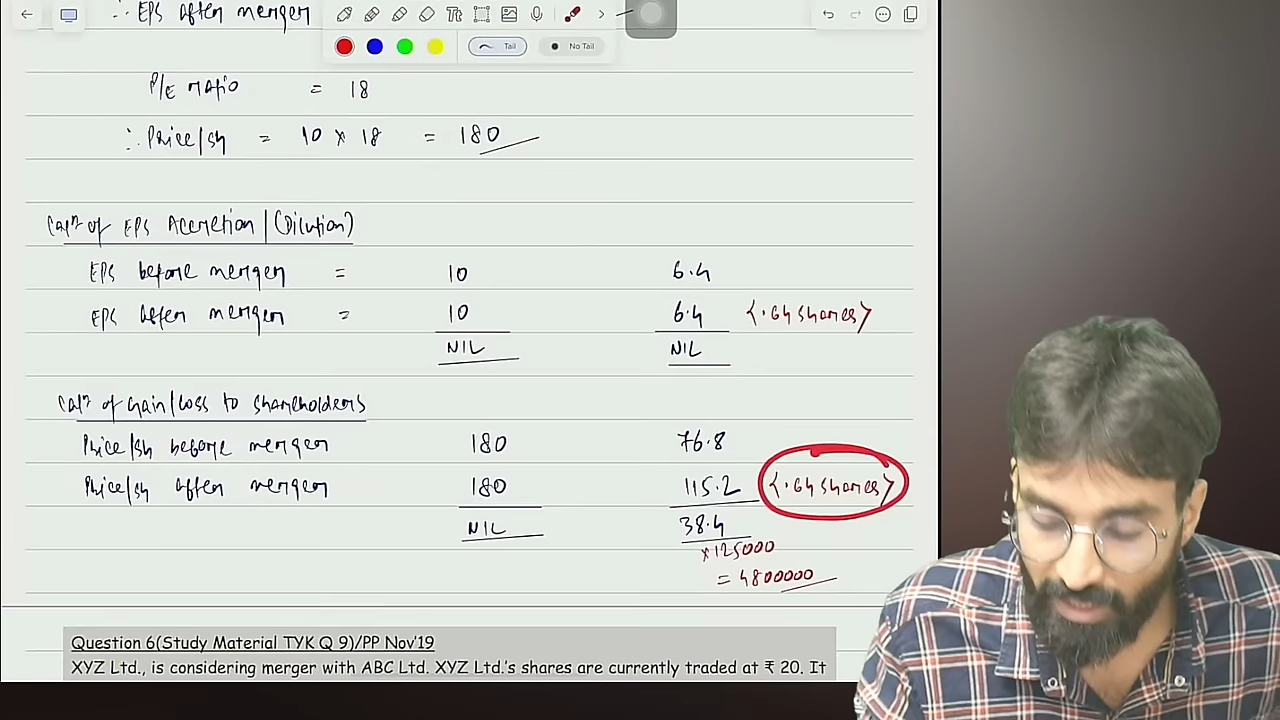 ∴ EPS after merger
Tail
No Tail
P/E ratio = 18
∴ Price/sh = 10 × 18 = 180
Calⁿ of EPS Accretion/(Dilution)
EPS before merger = 10 6.4
EPS after merger = 10 6.4 <.64 shares>
NIL NIL
Calⁿ of Gain/Loss to shareholders
Price/sh before merger 180 76.8
Price/sh after merger 180 115.2 <.64 shares>
NIL 38.4
×125000
= 4800000
Question 6(Study Material TYK Q 9)/PP Nov'19
XYZ Ltd., is considering merger with ABC Ltd. XYZ Ltd.'s shares are currently traded at ₹ 20. It